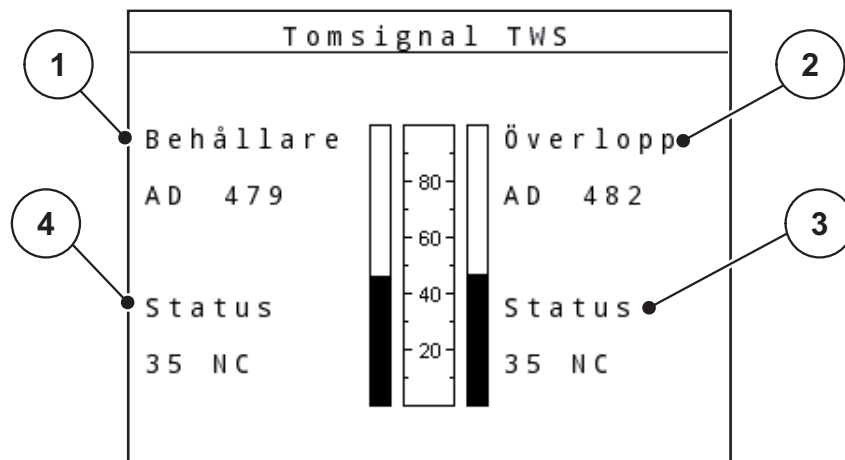 Tomsignal TWS
1
2
Behållare
Överlopp
AD 479
AD 482
80
60
4
3
40
Status
Status
20
35 NC
35 NC